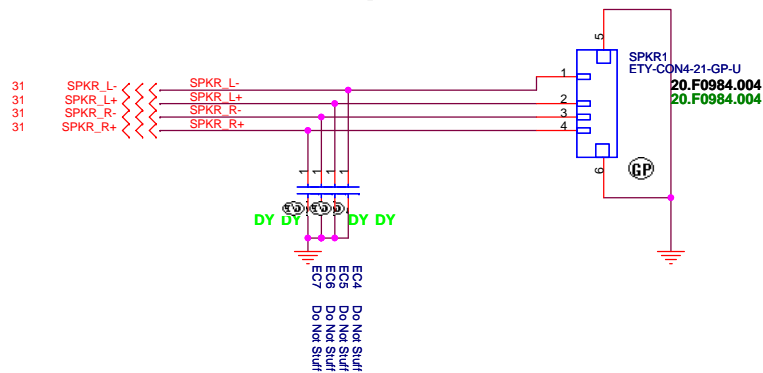 5
SPKR1
ETY-CON4-21-GP-U
20.F0984.004
20.F0984.004
31 SPKR_L- SPKR_L- 1
31 SPKR_L+ SPKR_L+ 2
31 SPKR_R- SPKR_R- 3
31 SPKR_R+ SPKR_R+ 4
6
GP
1 1 1 1
DY DY DY DY
EC4 Do Not Stuff
EC5 Do Not Stuff
EC6 Do Not Stuff
EC7 Do Not Stuff